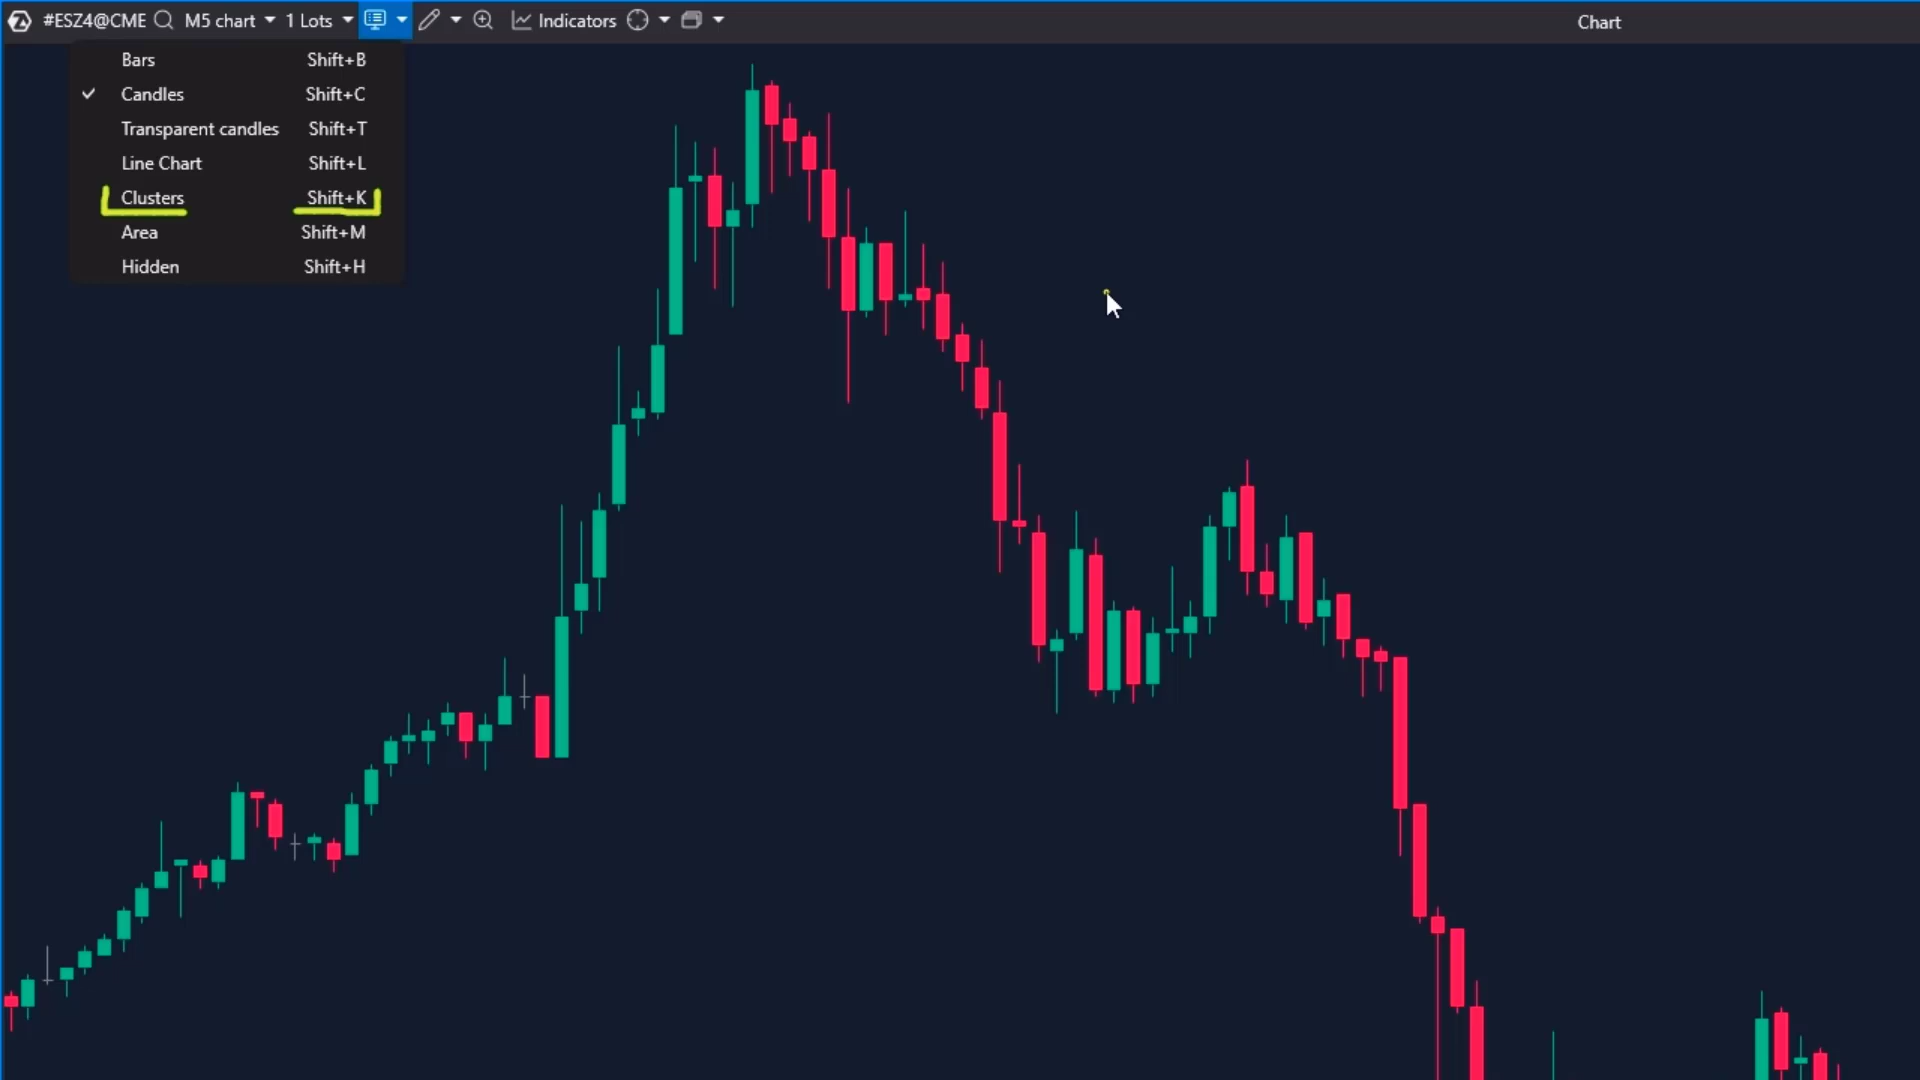 #ESZ4@CME M5 chart 1 Lots Indicators Chart
Bars Shift+B
Candles Shift+C
Transparent candles Shift+T
Line Chart Shift+L
Clusters Shift+K
Area Shift+M
Hidden Shift+H